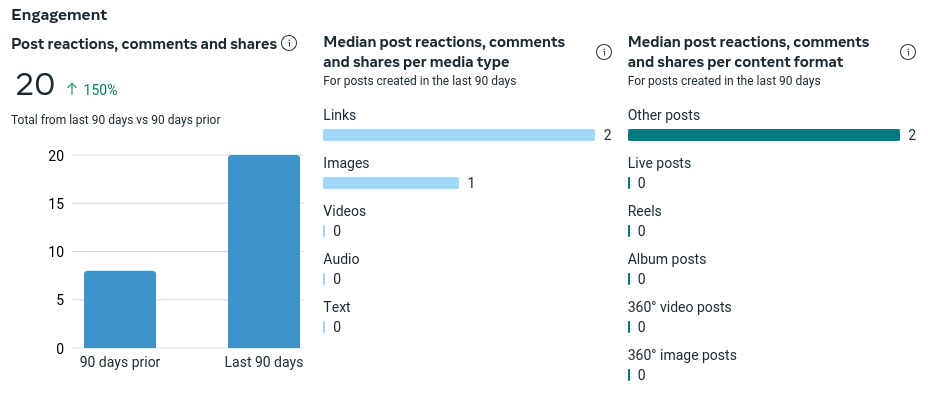 Engagement
Post reactions, comments and shares
20 ↑ 150%
Total from last 90 days vs 90 days prior
20
15
10
5
0
90 days prior
Last 90 days
Median post reactions, comments
and shares per media type
For posts created in the last 90 days
Links
2
Images
1
Videos
0
Audio
0
Text
0
Median post reactions, comments
and shares per content format
For posts created in the last 90 days
Other posts
2
Live posts
0
Reels
0
Album posts
0
360° video posts
0
360° image posts
0